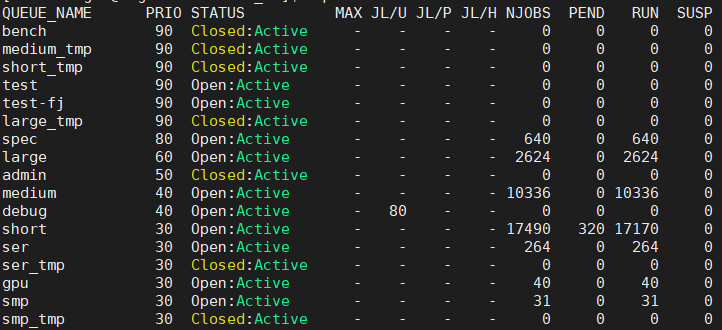 QUEUE_NAME PRIO STATUS MAX JL/U JL/P JL/H NJOBS PEND RUN SUSP
bench 90 Closed:Active - - - - 0 0 0 0
medium_tmp 90 Closed:Active - - - - 0 0 0 0
short_tmp 90 Closed:Active - - - - 0 0 0 0
test 90 Open:Active - - - - 0 0 0 0
test-fj 90 Open:Active - - - - 0 0 0 0
large_tmp 90 Closed:Active - - - - 0 0 0 0
spec 80 Open:Active - - - - 640 0 640 0
large 60 Open:Active - - - - 2624 0 2624 0
admin 50 Closed:Active - - - - 0 0 0 0
medium 40 Open:Active - - - - 10336 0 10336 0
debug 40 Open:Active - 80 - - 0 0 0 0
short 30 Open:Active - - - - 17490 320 17170 0
ser 30 Open:Active - - - - 264 0 264 0
ser_tmp 30 Closed:Active - - - - 0 0 0 0
gpu 30 Open:Active - - - - 40 0 40 0
smp 30 Open:Active - - - - 31 0 31 0
smp_tmp 30 Closed:Active - - - - 0 0 0 0